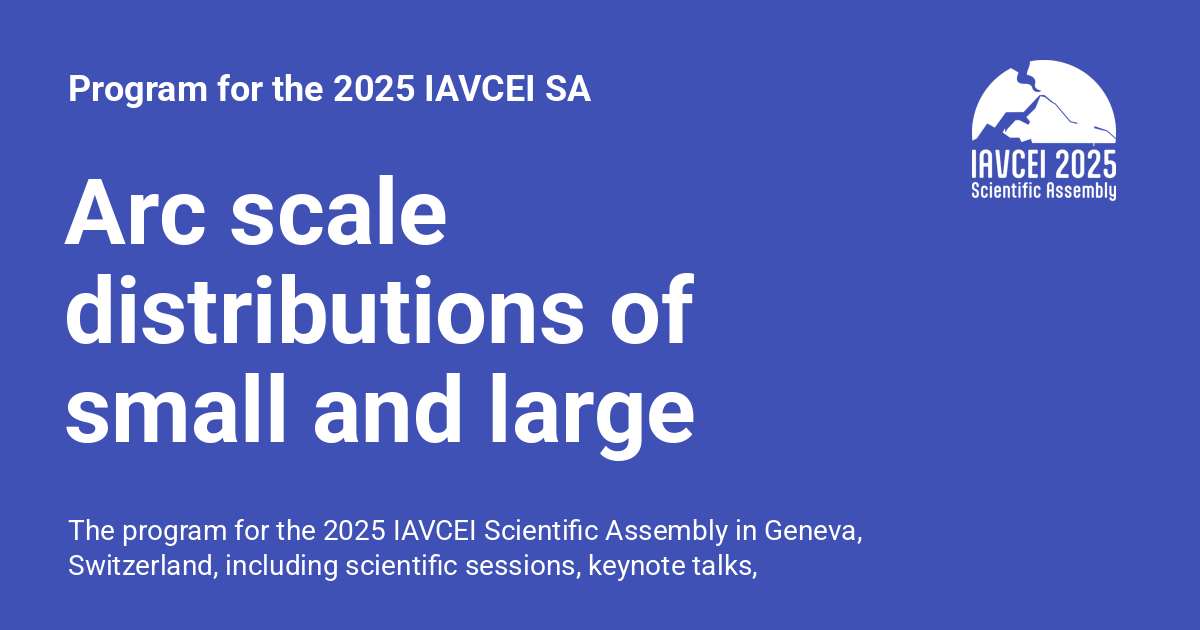 Program for the 2025 IAVCEI SA
IAVCEI 2025
Scientific Assembly
Arc scale
distributions of
small and large
The program for the 2025 IAVCEI Scientific Assembly in Geneva,
Switzerland, including scientific sessions, keynote talks,